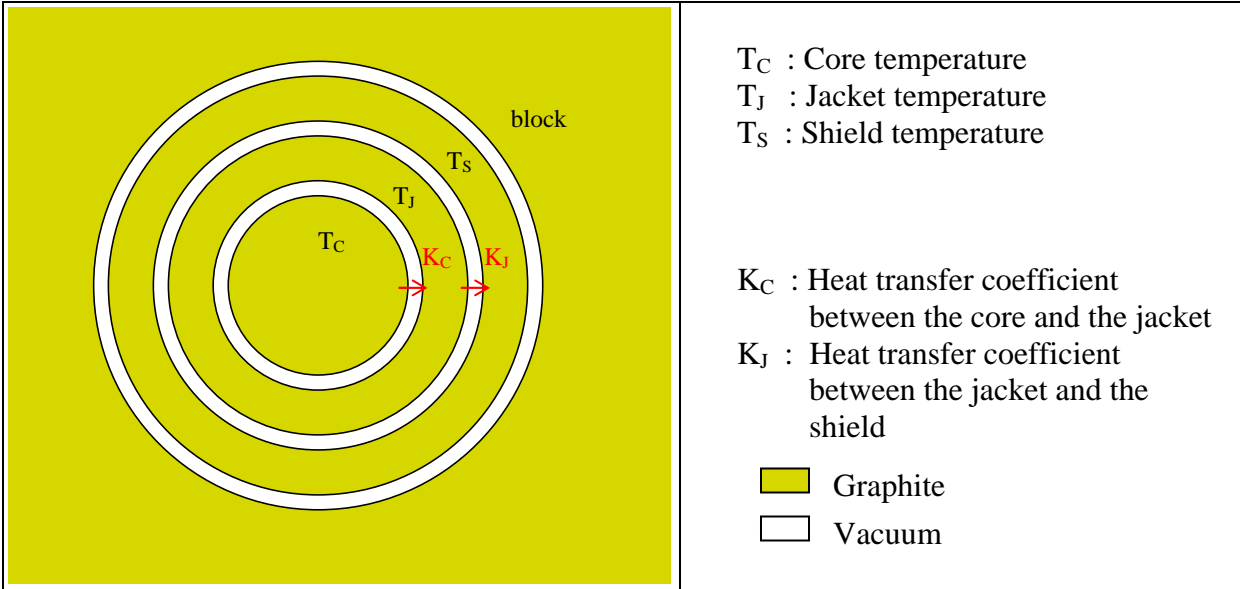 block
T_S
T_J
T_C
K_C K_J
T_C : Core temperature
T_J : Jacket temperature
T_S : Shield temperature
K_C : Heat transfer coefficient
between the core and the jacket
K_J : Heat transfer coefficient
between the jacket and the
shield
Graphite
Vacuum